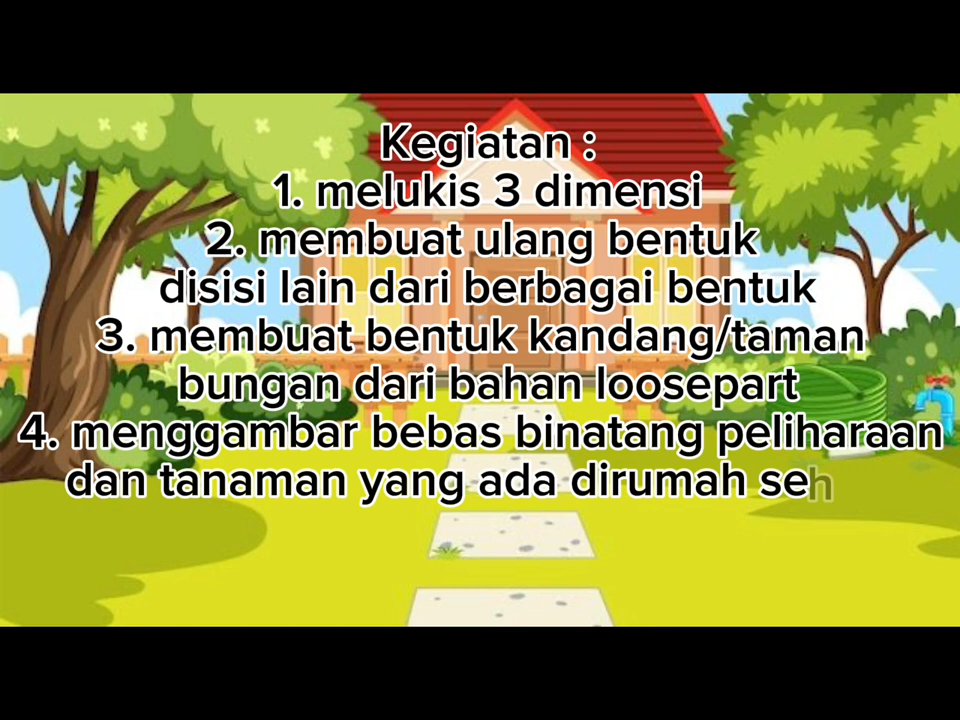 Kegiatan :
1. melukis 3 dimensi
2. membuat ulang bentuk
disisi lain dari berbagai bentuk
3. membuat bentuk kandang/taman
bungan dari bahan loosepart
4. menggambar bebas binatang peliharaan
dan tanaman yang ada dirumah seh